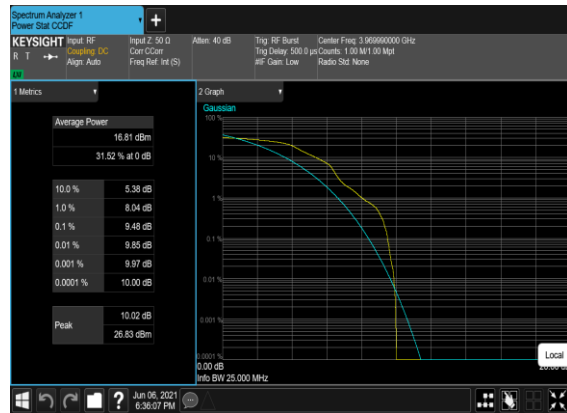 Spectrum Analyzer 1
Power Stat CCDF
KEYSIGHT
R T
Input: RF
Coupling: DC
Align: Auto
Input Z: 50 Ω
Corr CCorr
Freq Ref: Int (S)
Atten: 40 dB
Trig: RF Burst
Trig Delay: 500.0 µs
#IF Gain: Low
Center Freq: 3.969990000 GHz
Counts: 1.00 M/1.00 Mpt
Radio Std: None
1 Metrics
Average Power
16.81 dBm
31.52 % at 0 dB
10.0 % 5.38 dB
1.0 % 8.04 dB
0.1 % 9.48 dB
0.01 % 9.85 dB
0.001 % 9.97 dB
0.0001 % 10.00 dB
Peak
10.02 dB
26.83 dBm
2 Graph
Gaussian
100 %
10 %
1 %
0.1 %
0.01 %
0.001 %
0.0001 %
0.00 dB
Info BW 25.000 MHz
Local
?
Jun 06, 2021
6:36:07 PM